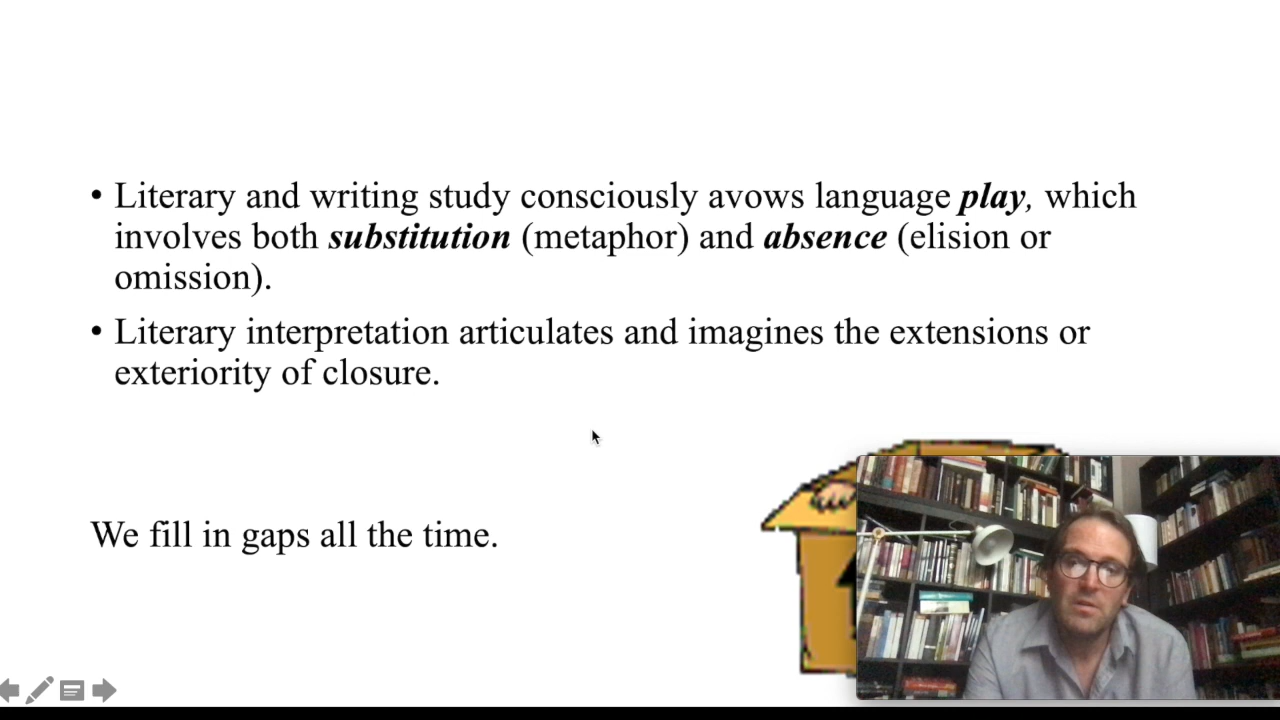 • Literary and writing study consciously avows language play, which
involves both substitution (metaphor) and absence (elision or
omission).
• Literary interpretation articulates and imagines the extensions or
exteriority of closure.
We fill in gaps all the time.